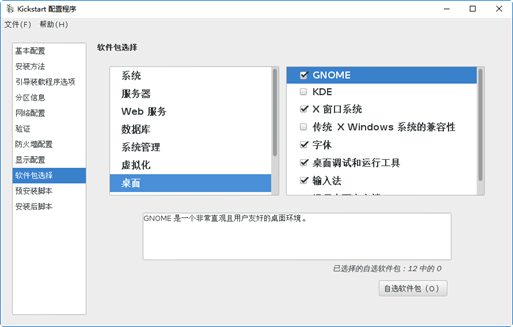 Kickstart 配置程序
文件(F) 帮助(H)
基本配置
安装方法
引导装载程序选项
分区信息
网络配置
验证
防火墙配置
显示配置
软件包选择
预安装脚本
安装后脚本
软件包选择
系统
服务器
Web 服务
数据库
系统管理
虚拟化
桌面
GNOME
KDE
X 窗口系统
传统 X Windows 系统的兼容性
字体
桌面调试和运行工具
输入法
GNOME 是一个非常直观且用户友好的桌面环境。
已选择的自选软件包：12 中的 0
自选软件包（O）